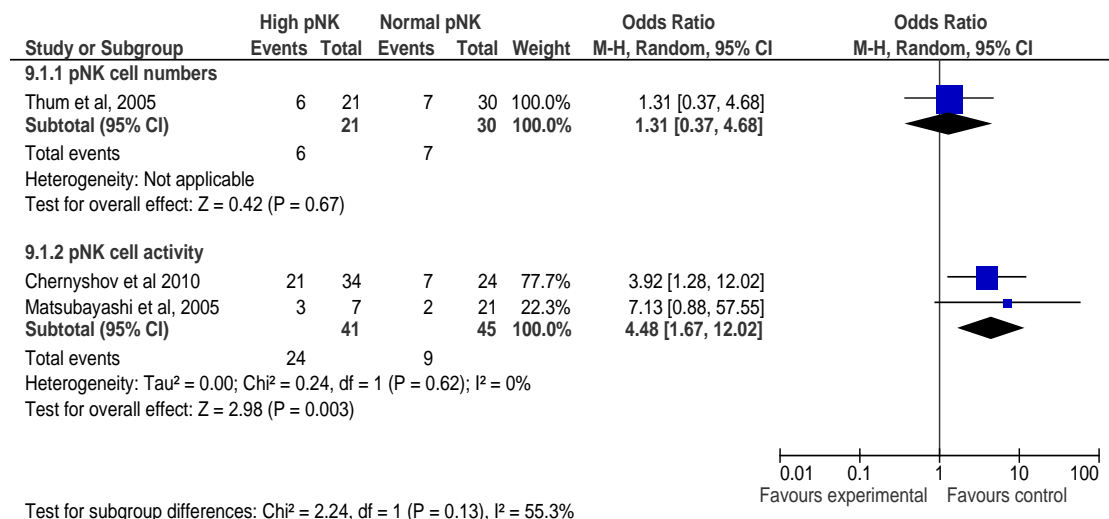 High pNK Normal pNK Odds Ratio Odds Ratio
Study or Subgroup Events Total Events Total Weight M-H, Random, 95% CI M-H, Random, 95% CI
9.1.1 pNK cell numbers
Thum et al, 2005 6 21 7 30 100.0% 1.31 [0.37, 4.68]
Subtotal (95% CI) 21 30 100.0% 1.31 [0.37, 4.68]
Total events 6 7
Heterogeneity: Not applicable
Test for overall effect: Z = 0.42 (P = 0.67)
9.1.2 pNK cell activity
Chernyshov et al 2010 21 34 7 24 77.7% 3.92 [1.28, 12.02]
Matsubayashi et al, 2005 3 7 2 21 22.3% 7.13 [0.88, 57.55]
Subtotal (95% CI) 41 45 100.0% 4.48 [1.67, 12.02]
Total events 24 9
Heterogeneity: Tau² = 0.00; Chi² = 0.24, df = 1 (P = 0.62); I² = 0%
Test for overall effect: Z = 2.98 (P = 0.003)
0.01 0.1 1 10 100
Favours experimental Favours control
Test for subgroup differences: Chi² = 2.24, df = 1 (P = 0.13), I² = 55.3%